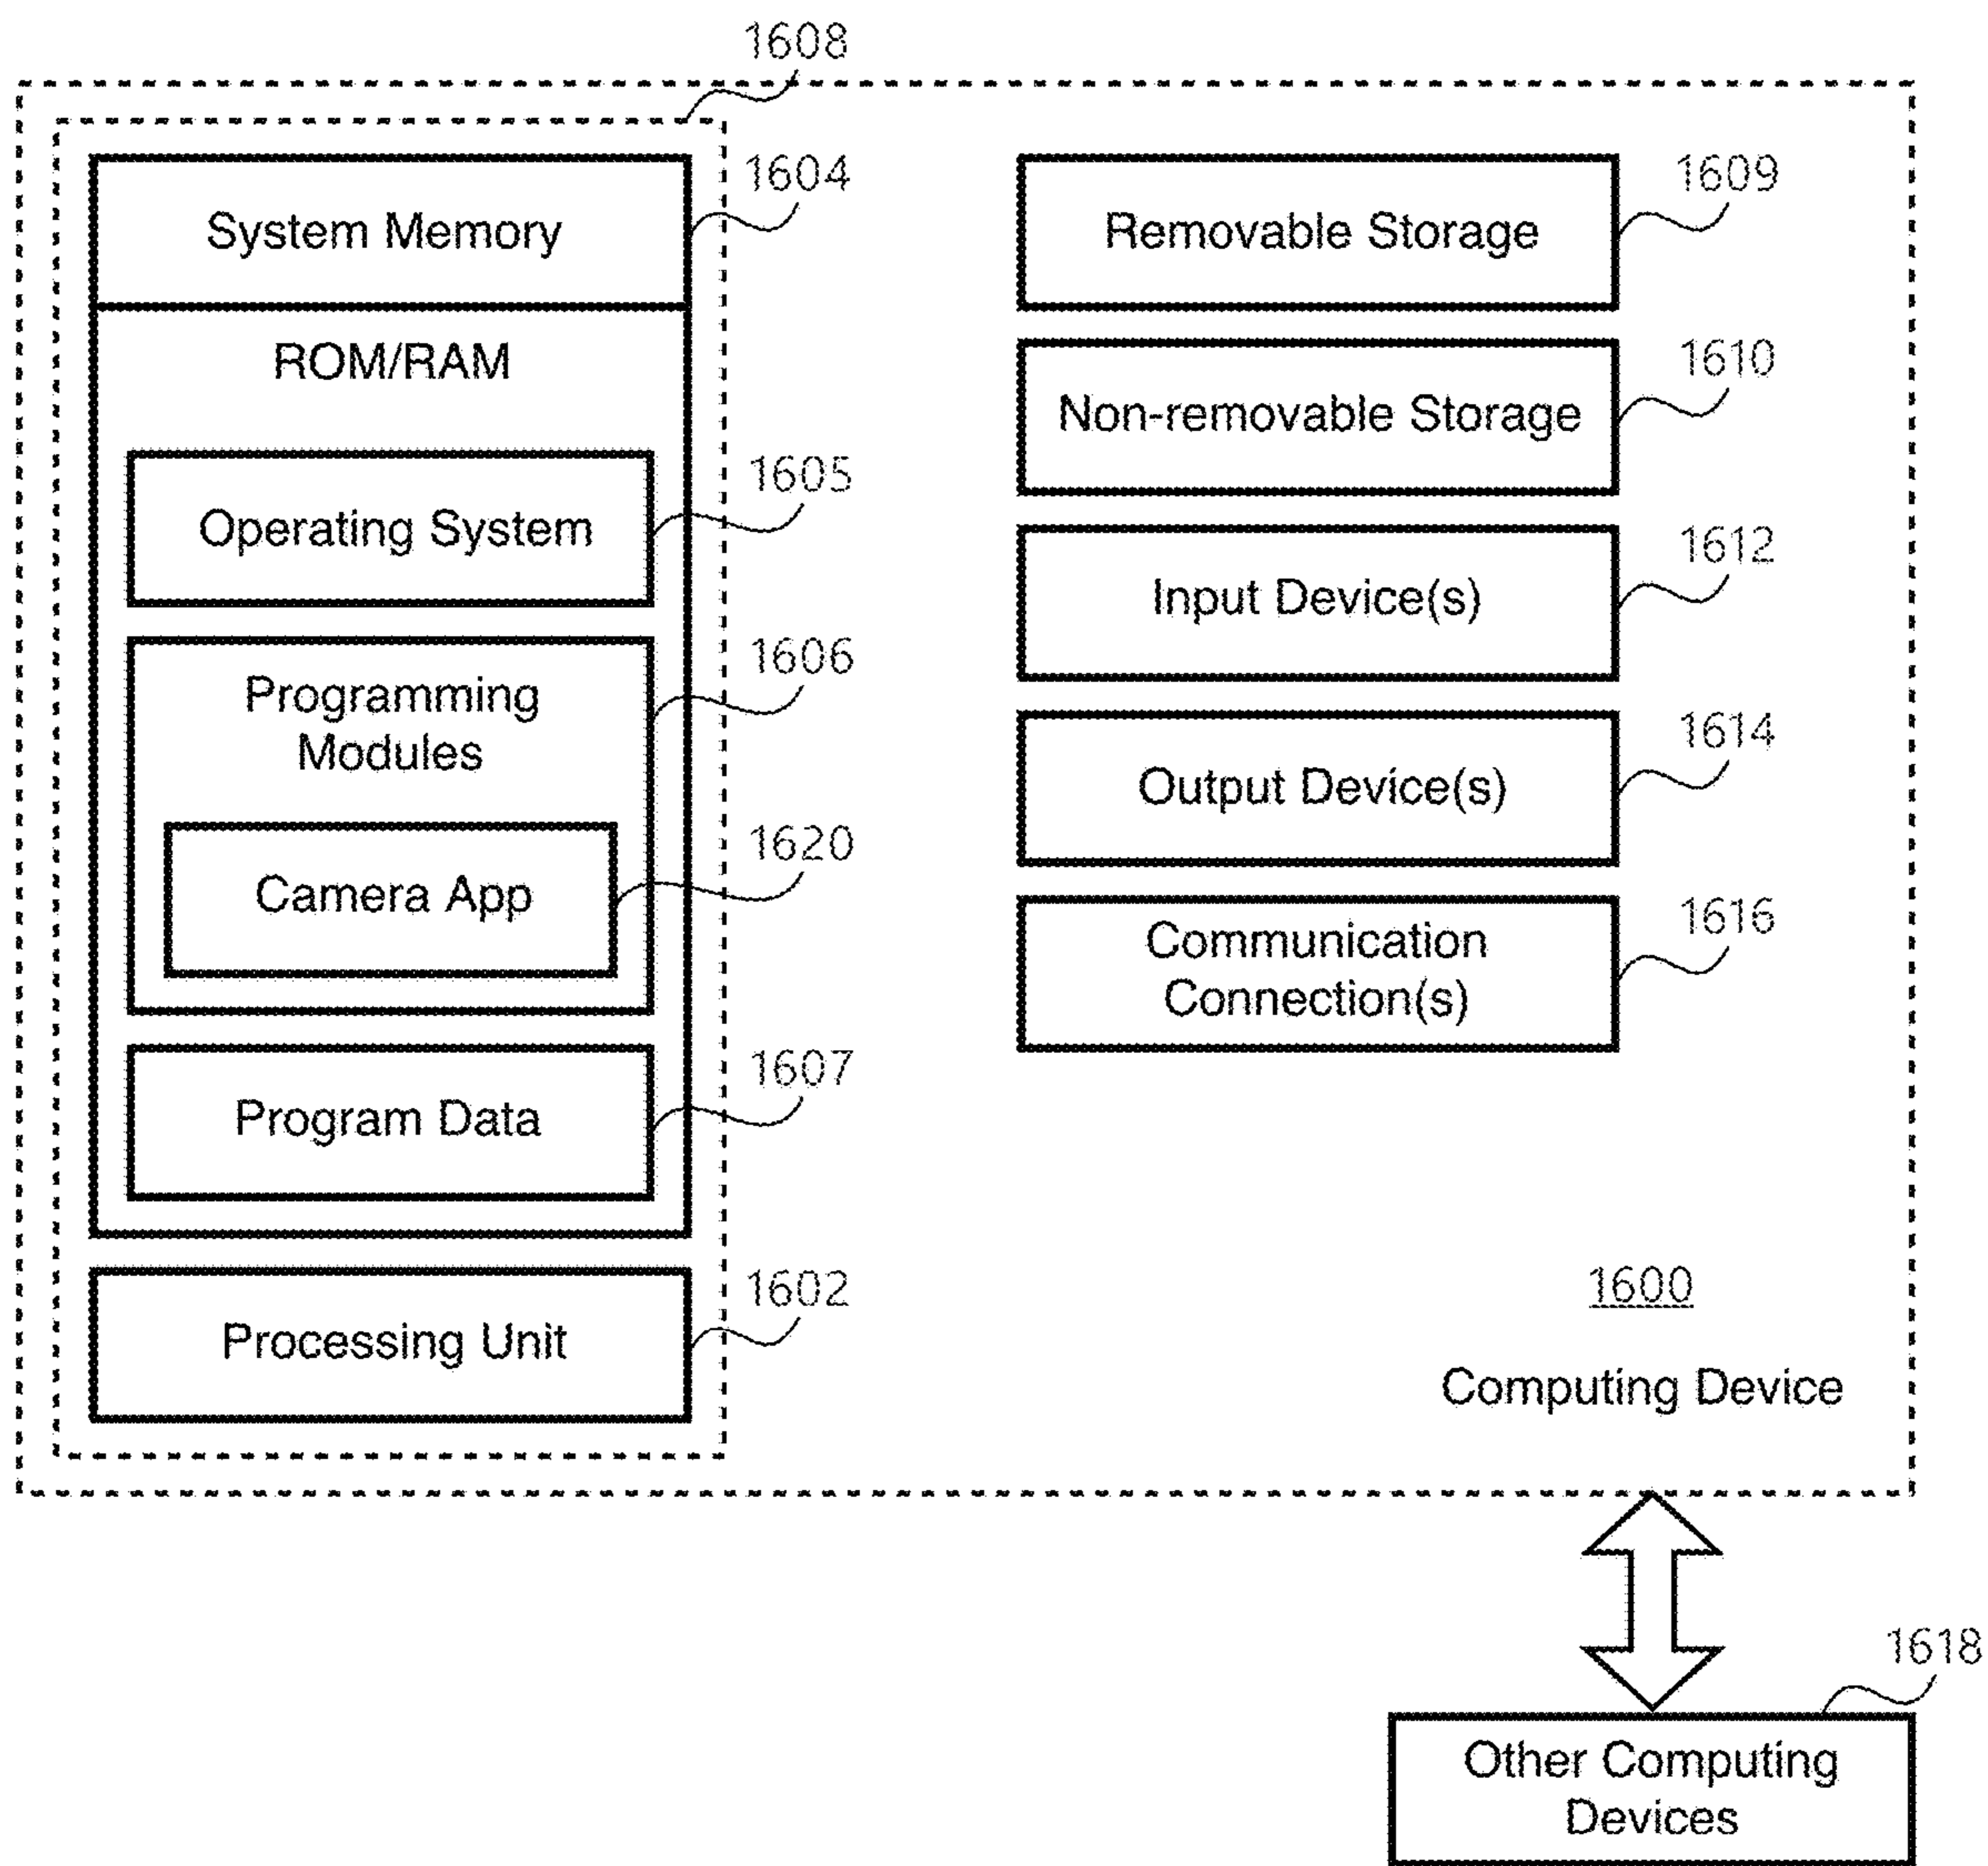 1608
1604
System Memory
ROM/RAM
1605
Operating System
1606
Programming
Modules
1620
Camera App
1607
Program Data
1602
Processing Unit
1609
Removable Storage
1610
Non-removable Storage
1612
Input Device(s)
1614
Output Device(s)
1616
Communication
Connection(s)
1600
Computing Device
1618
Other Computing
Devices